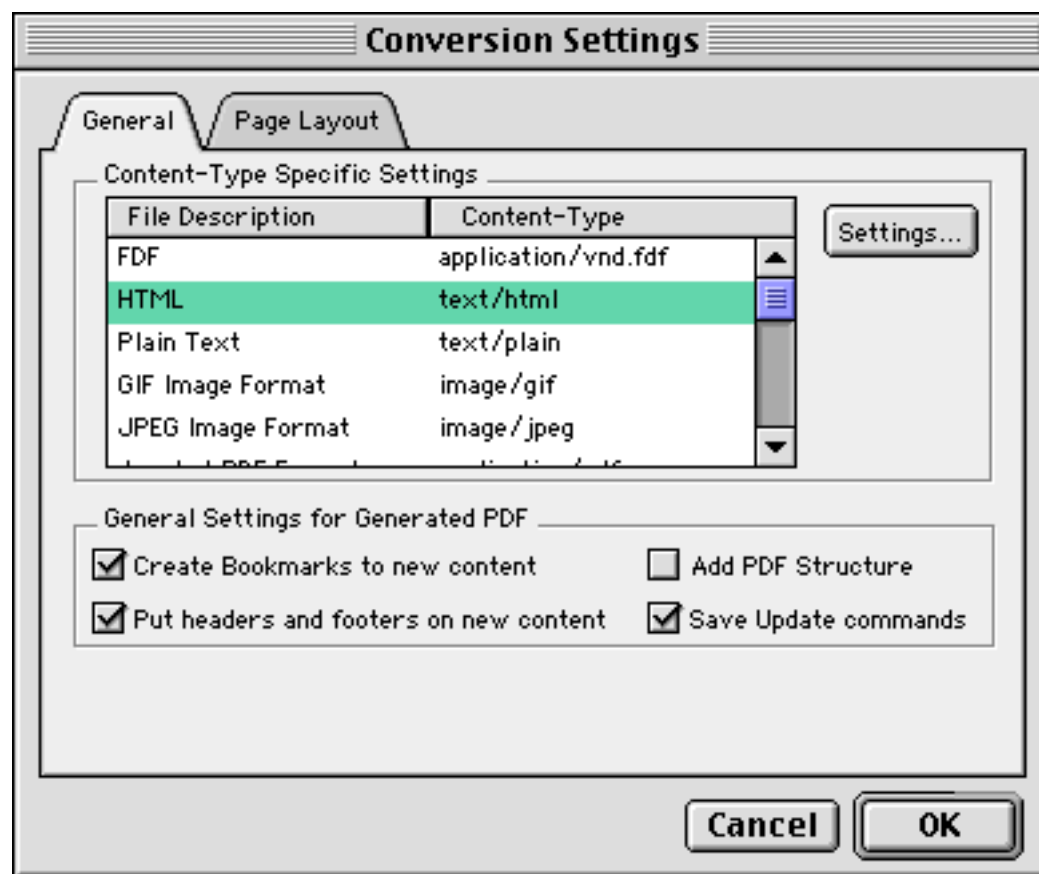 Conversion Settings
General Page Layout
Content-Type Specific Settings
File Description Content-Type
Settings...
FDF application/vnd.fdf
HTML text/html
Plain Text text/plain
GIF Image Format image/gif
JPEG Image Format image/jpeg
General Settings for Generated PDF
Create Bookmarks to new content Add PDF Structure
Put headers and footers on new content Save Update commands
Cancel OK